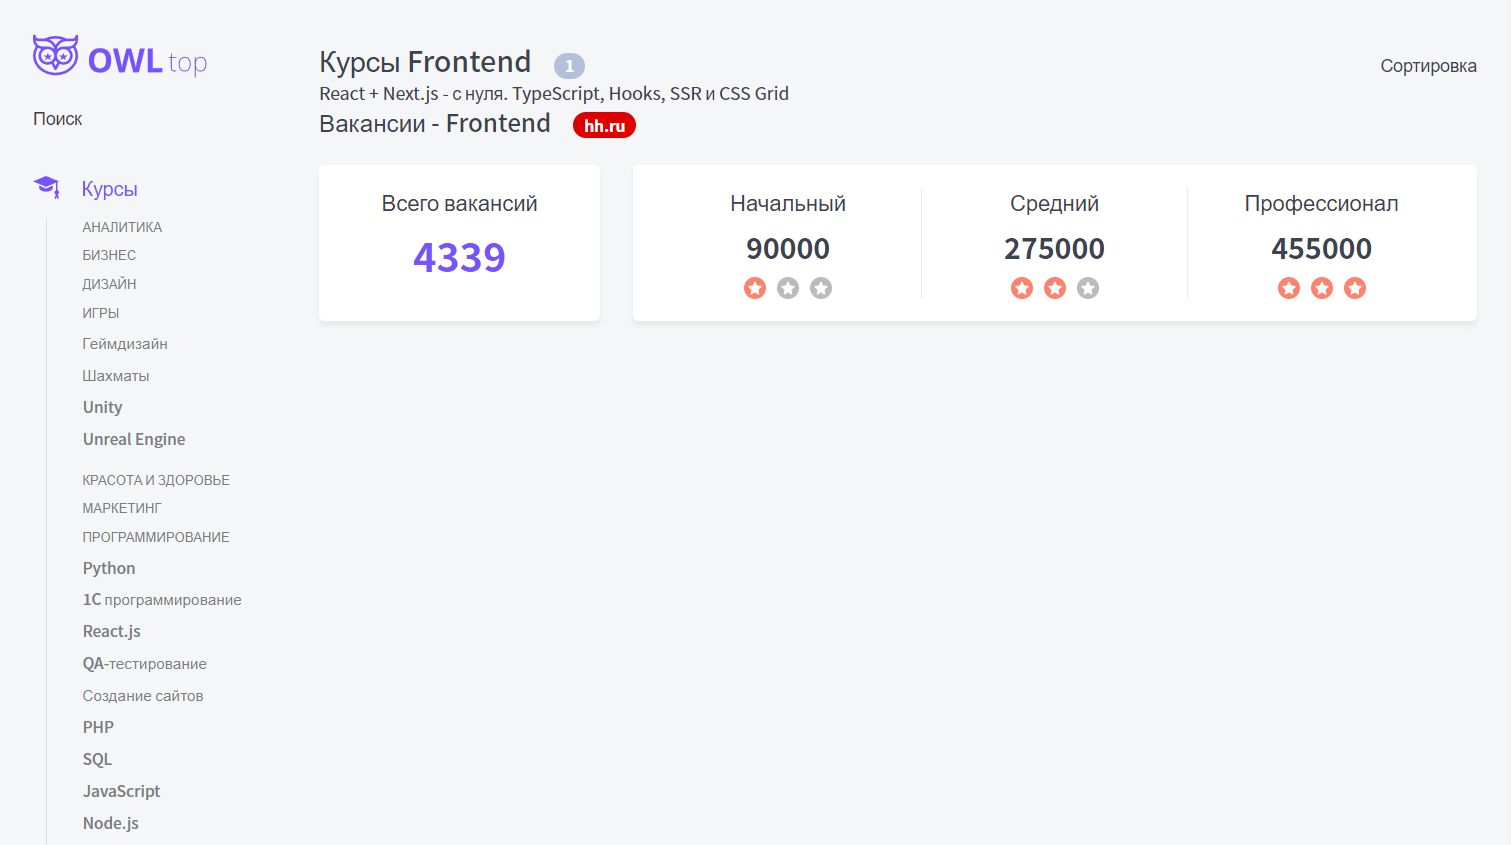 OWL top
Поиск
Курсы
АНАЛИТИКА
БИЗНЕС
ДИЗАЙН
ИГРЫ
Геймдизайн
Шахматы
Unity
Unreal Engine
КРАСОТА И ЗДОРОВЬЕ
МАРКЕТИНГ
ПРОГРАММИРОВАНИЕ
Python
1С программирование
React.js
QA-тестирование
Создание сайтов
PHP
SQL
JavaScript
Node.js
Курсы Frontend 1
Сортировка
React + Next.js - с нуля. TypeScript, Hooks, SSR и CSS Grid
Вакансии - Frontend hh.ru
Всего вакансий
4339
Начальный
90000
Средний
275000
Профессионал
455000